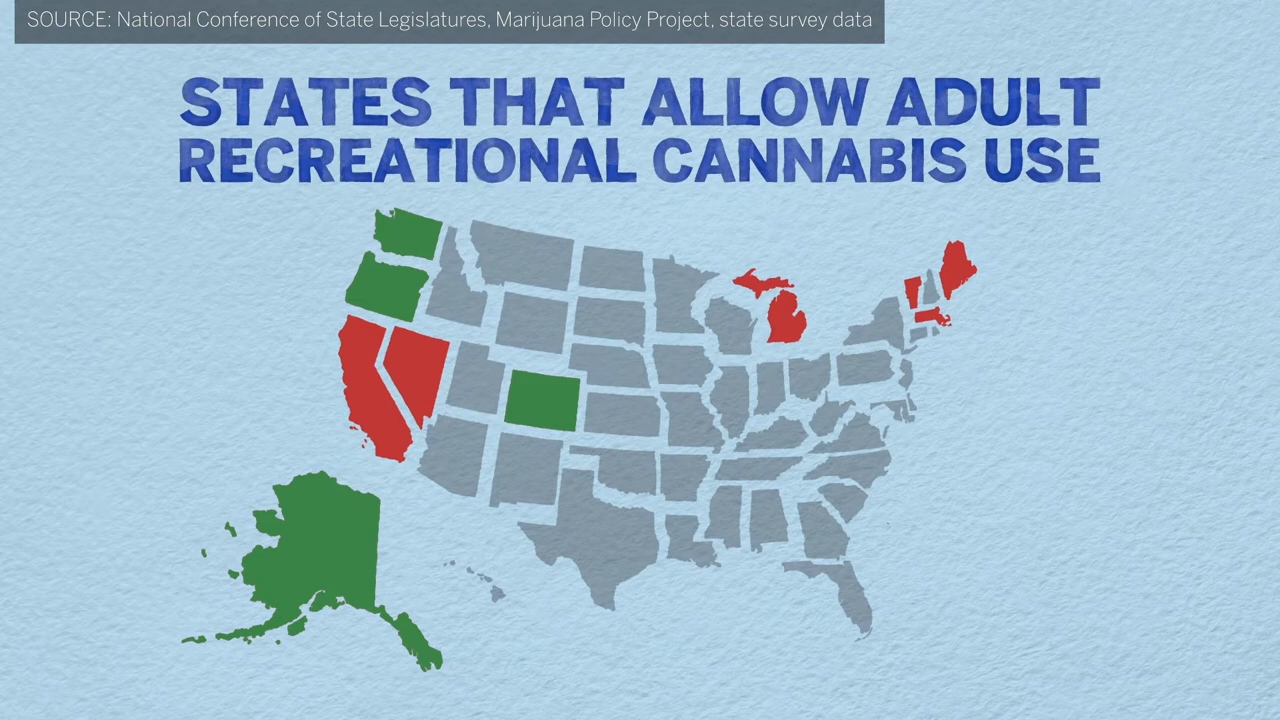 SOURCE: National Conference of State Legislatures, Marijuana Policy Project, state survey data
STATES THAT ALLOW ADULT
RECREATIONAL CANNABIS USE